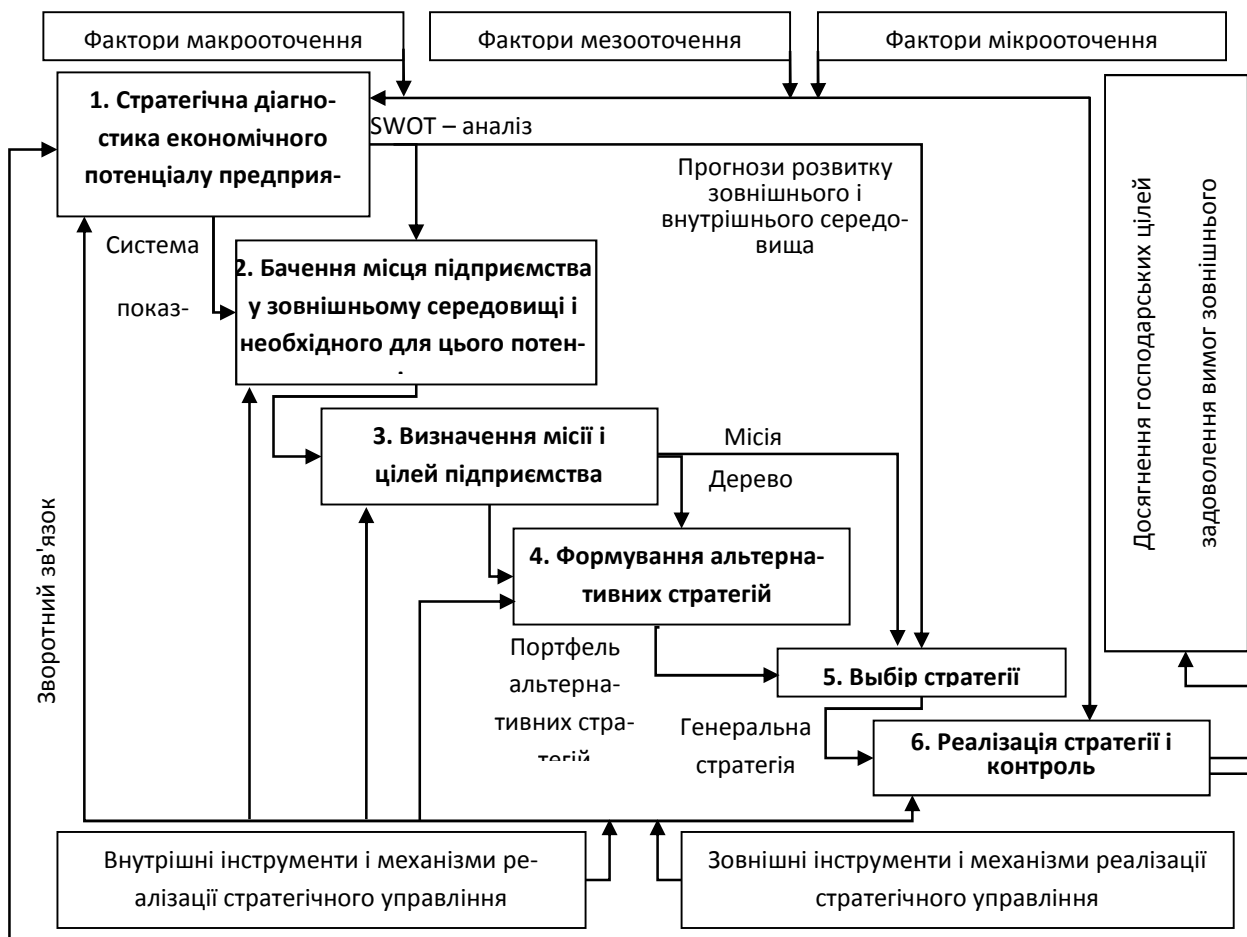 Фактори макрооточення
Фактори мезооточення
Фактори мікрооточення
1. Стратегічна діагно-
стика економічного
потенціалу предприя-
SWOT – аналіз
Прогнози розвитку
зовнішнього і
внутрішнього середо-
вища
Система
показ-
2. Бачення місця підприємства
у зовнішньому середовищі і
необхідного для цього потен-
3. Визначення місії і
цілей підприємства
Місія
Дерево
4. Формування альтерна-
тивних стратегій
Портфель
альтерна-
тивних стра-
тегій
5. Выбір стратегії
Генеральна
стратегія
6. Реалізація стратегії і
контроль
Досягнення господарських цілей
задоволення вимог зовнішнього
Зворотний зв'язок
Внутрішні інструменти і механізми ре-
алізації стратегічного управління
Зовнішні інструменти і механізми реалізації
стратегічного управління